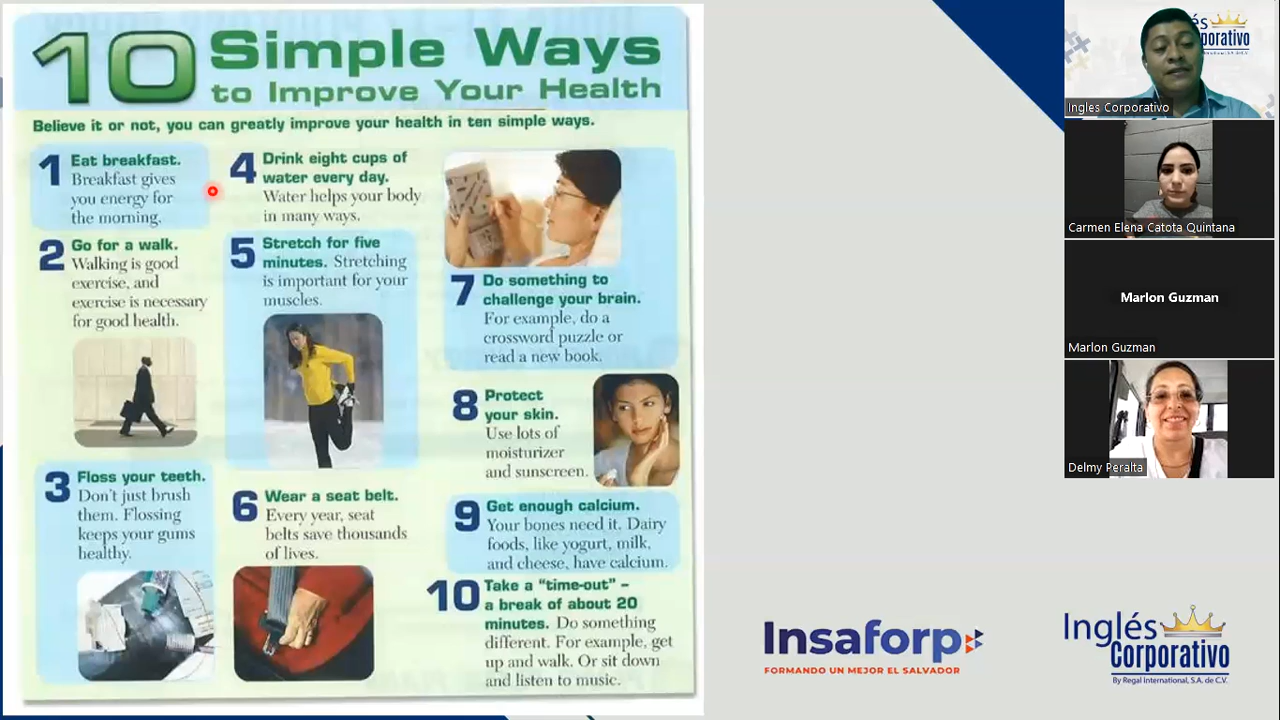 10 Simple Ways
to Improve Your Health
Believe it or not, you can greatly improve your health in ten simple ways.
1 Eat breakfast.
Breakfast gives
you energy for
the morning.
2 Go for a walk.
Walking is good
exercise, and
exercise is necessary
for good health.
3 Floss your teeth.
Don't just brush
them. Flossing
keeps your gums
healthy.
4 Drink eight cups of
water every day.
Water helps your body
in many ways.
5 Stretch for five
minutes. Stretching
is important for your
muscles.
6 Wear a seat belt.
Every year, seat
belts save thousands
of lives.
7 Do something to
challenge your brain.
For example, do a
crossword puzzle or
read a new book.
8 Protect
your skin.
Use lots of
moisturizer
and sunscreen.
9 Get enough calcium.
Your bones need it. Dairy
foods, like yogurt, milk,
and cheese, have calcium.
10 Take a “time-out” –
a break of about 20
minutes. Do something
different. For example, get
up and walk. Or sit down
and listen to music.
Insaforp
FORMANDO UN MEJOR EL SALVADOR
Inglés
Corporativo
By Regal International, S.A. de C.V.
Ingles Corporativo
Carmen Elena Catota Quintana
Marlon Guzman
Marlon Guzman
Delmy Peralta